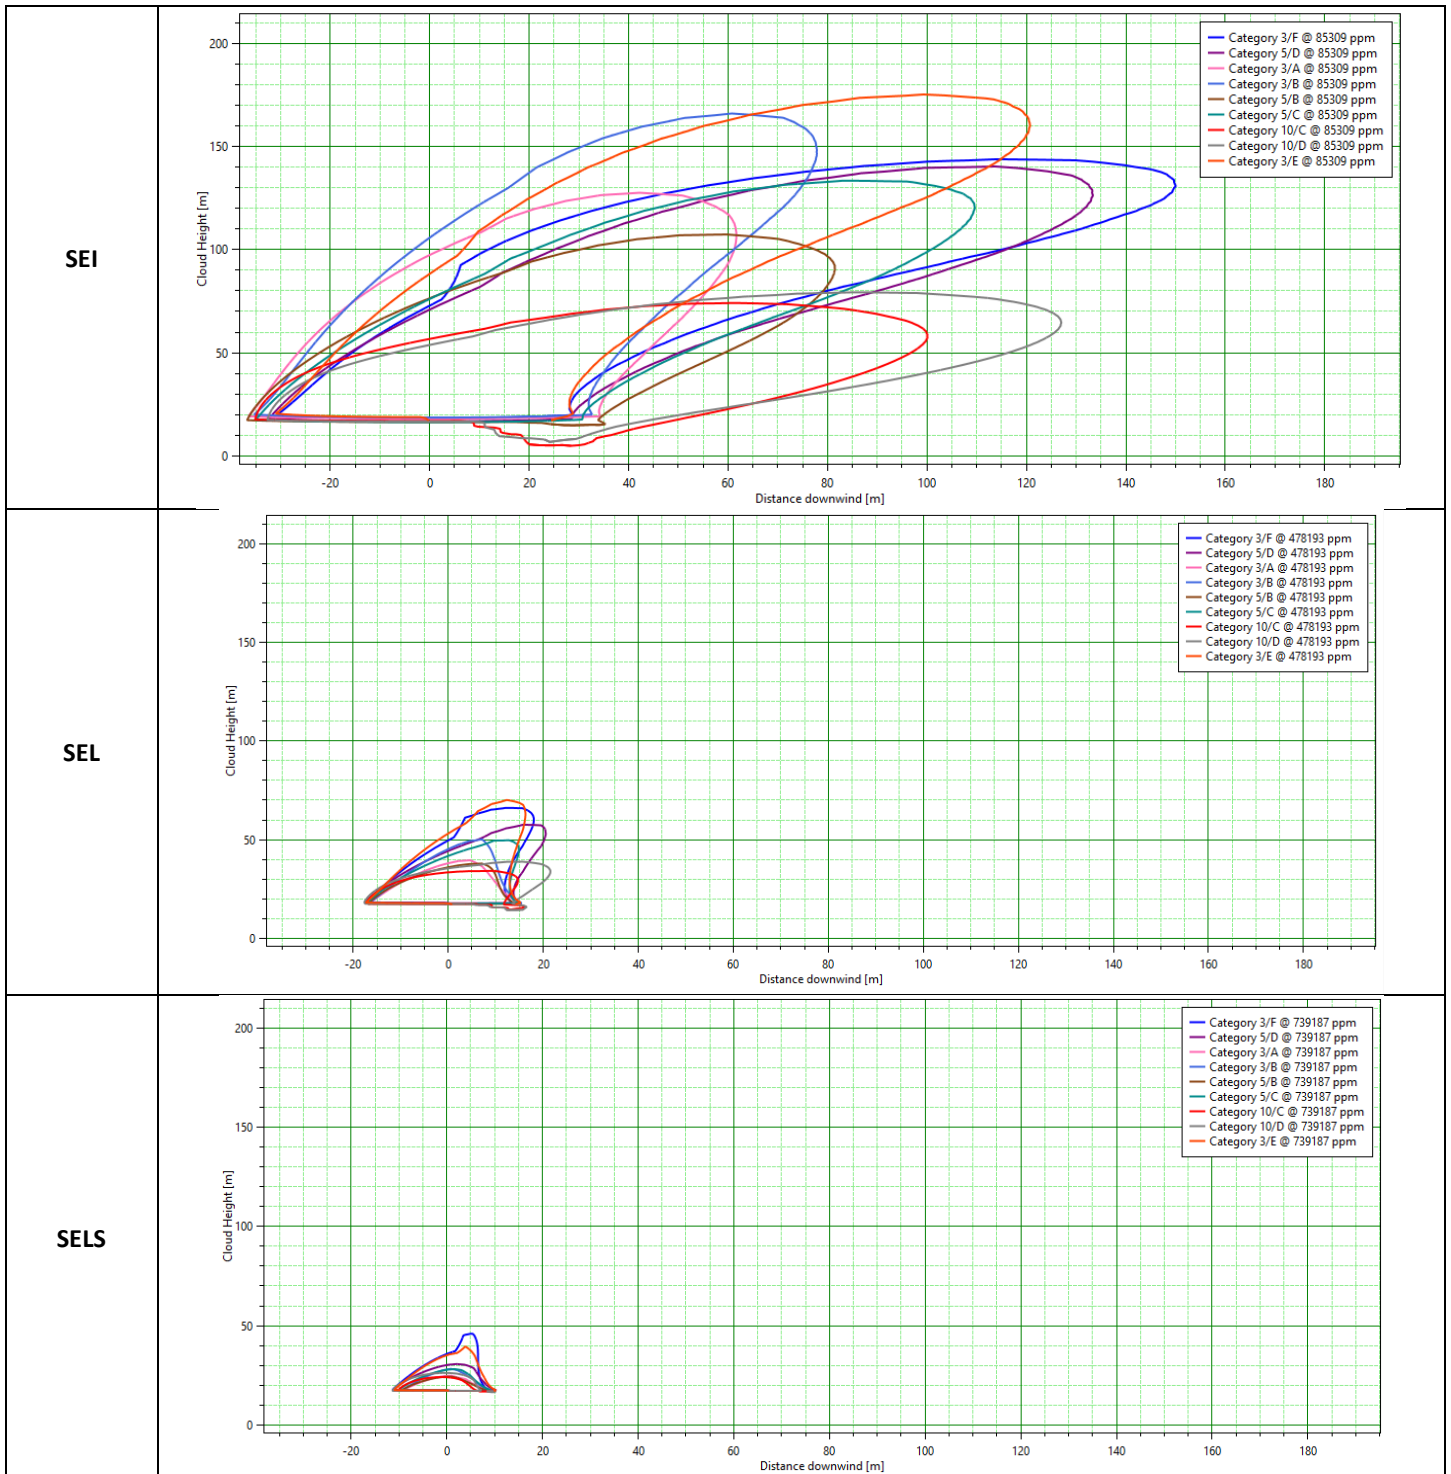 SEI
Cloud Height [m]
200
150
100
50
0
Category 3/F @ 85309 ppm
Category 5/D @ 85309 ppm
Category 3/A @ 85309 ppm
Category 3/B @ 85309 ppm
Category 5/B @ 85309 ppm
Category 5/C @ 85309 ppm
Category 10/C @ 85309 ppm
Category 10/D @ 85309 ppm
Category 3/E @ 85309 ppm
-20 0 20 40 60 80 100 120 140 160 180
Distance downwind [m]
SEL
Cloud Height [m]
200
150
100
50
0
Category 3/F @ 478193 ppm
Category 5/D @ 478193 ppm
Category 3/A @ 478193 ppm
Category 3/B @ 478193 ppm
Category 5/B @ 478193 ppm
Category 5/C @ 478193 ppm
Category 10/C @ 478193 ppm
Category 10/D @ 478193 ppm
Category 3/E @ 478193 ppm
-20 0 20 40 60 80 100 120 140 160 180
Distance downwind [m]
SELS
Cloud Height [m]
200
150
100
50
0
Category 3/F @ 739187 ppm
Category 5/D @ 739187 ppm
Category 3/A @ 739187 ppm
Category 3/B @ 739187 ppm
Category 5/B @ 739187 ppm
Category 5/C @ 739187 ppm
Category 10/C @ 739187 ppm
Category 10/D @ 739187 ppm
Category 3/E @ 739187 ppm
-20 0 20 40 60 80 100 120 140 160 180
Distance downwind [m]